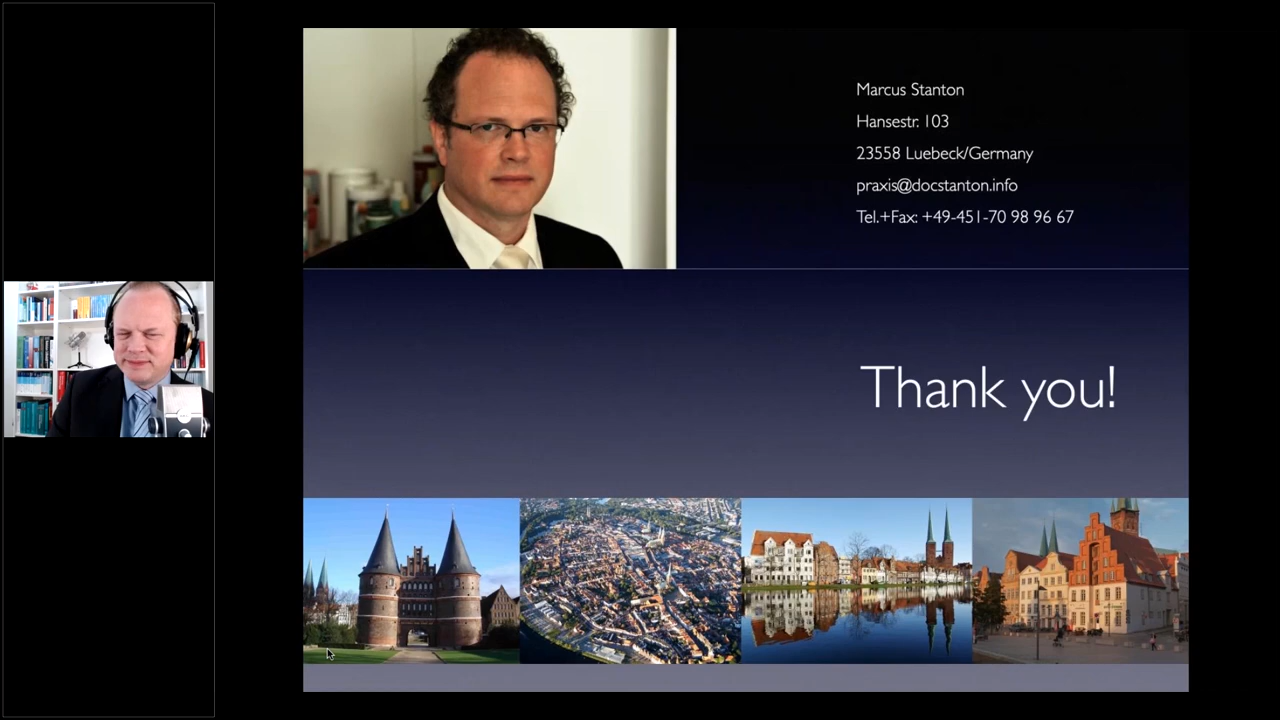 Marcus Stanton
Hansestr. 103
23558 Luebeck/Germany
praxis@docstanton.info
Tel.+Fax: +49-451-70 98 96 67
Thank you!